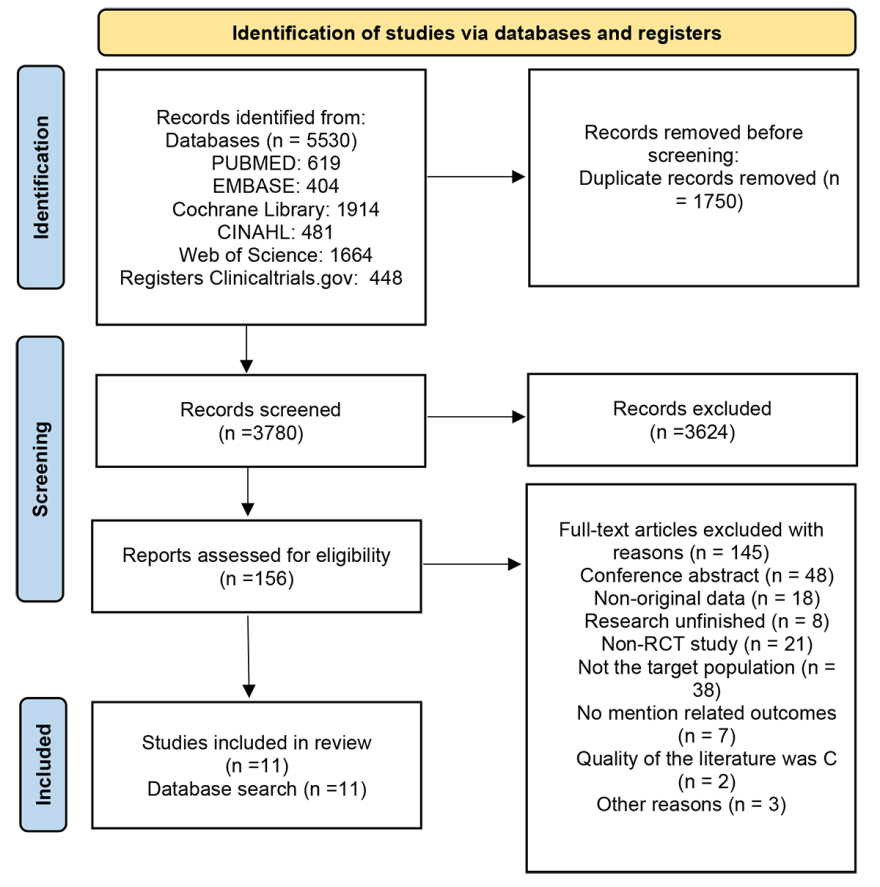 Identification of studies via databases and registers
Identification
Records identified from:
Databases (n = 5530)
PUBMED: 619
EMBASE: 404
Cochrane Library: 1914
CINAHL: 481
Web of Science: 1664
Registers Clinicaltrials.gov:  448
Records removed before
screening:
Duplicate records removed (n
= 1750)
Screening
Records screened
(n =3780)
Records excluded
(n =3624)
Reports assessed for eligibility
(n =156)
Full-text articles excluded with
reasons (n = 145)
Conference abstract (n = 48)
Non-original data (n = 18)
Research unfinished (n = 8)
Non-RCT study (n = 21)
Not the target population (n =
38)
No mention related outcomes
(n = 7)
Quality of the literature was C
(n = 2)
Other reasons (n = 3)
Included
Studies included in review
(n =11)
Database search (n =11)